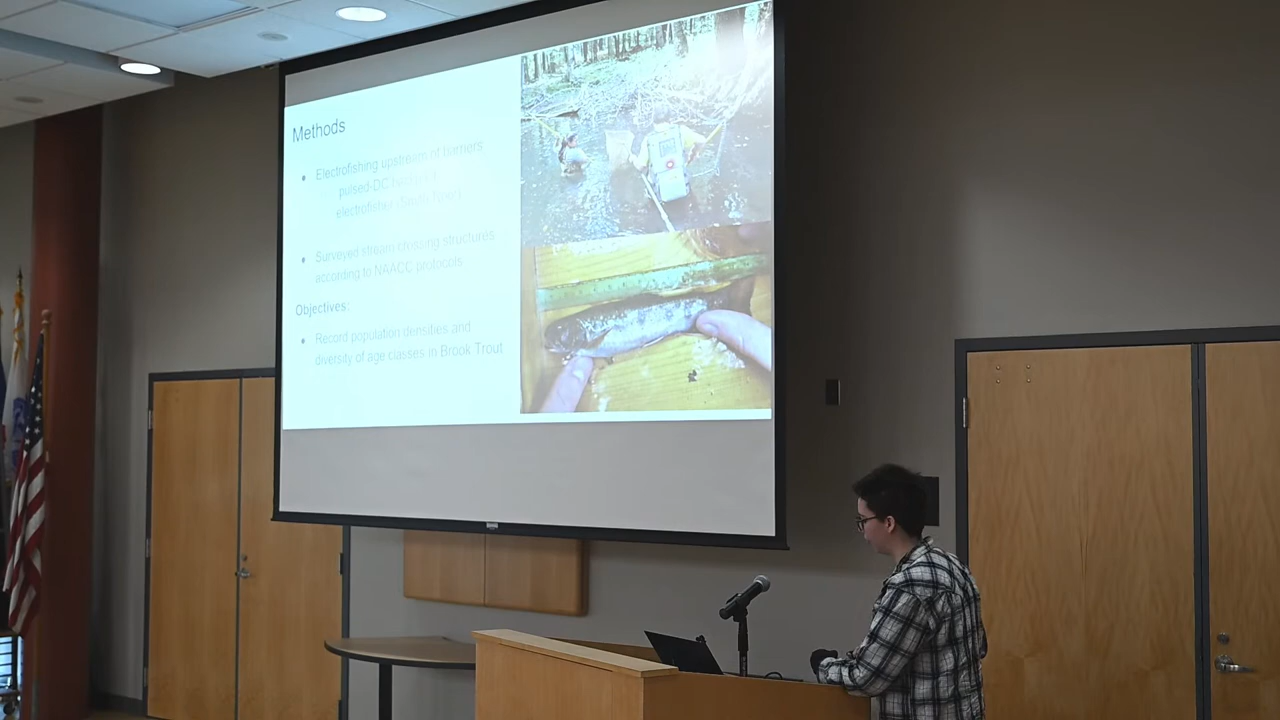 Methods
Electrofishing upstream of barriers
pulsed-DC
electrofisher
Surveyed stream crossing structures
according to NAACC protocols
Objectives:
Record population densities and
diversity of age classes in Brook Trout